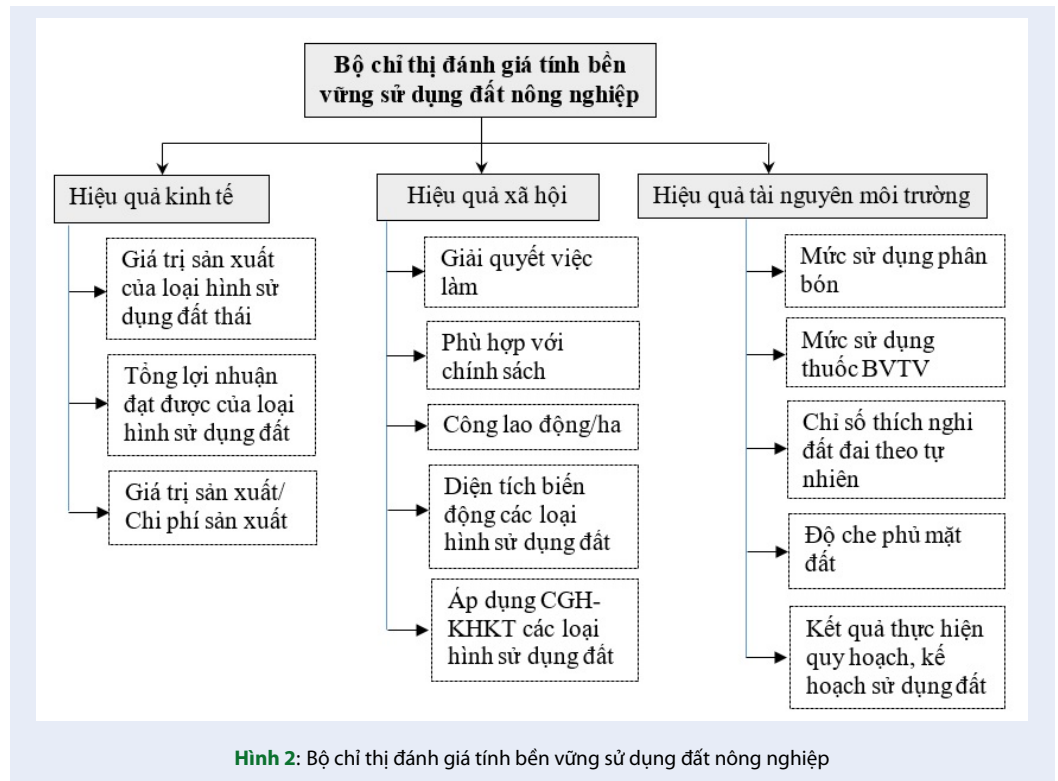 Bộ chỉ thị đánh giá tính bền
vững sử dụng đất nông nghiệp
Hiệu quả kinh tế
Giá trị sản xuất
của loại hình sử
dụng đất thái
Tổng lợi nhuận
đạt được của loại
hình sử dụng đất
Giá trị sản xuất/
Chi phí sản xuất
Hiệu quả xã hội
Giải quyết việc
làm
Phù hợp với
chính sách
Công lao động/ha
Diện tích biến
động các loại
hình sử dụng đất
Áp dụng CGH-
KHKT các loại
hình sử dụng đất
Hiệu quả tài nguyên môi trường
Mức sử dụng phân
bón
Mức sử dụng
thuốc BVTV
Chỉ số thích nghi
đất đai theo tự
nhiên
Độ che phủ mặt
đất
Kết quả thực hiện
quy hoạch, kế
hoạch sử dụng đất
Hình 2: Bộ chỉ thị đánh giá tính bền vững sử dụng đất nông nghiệp